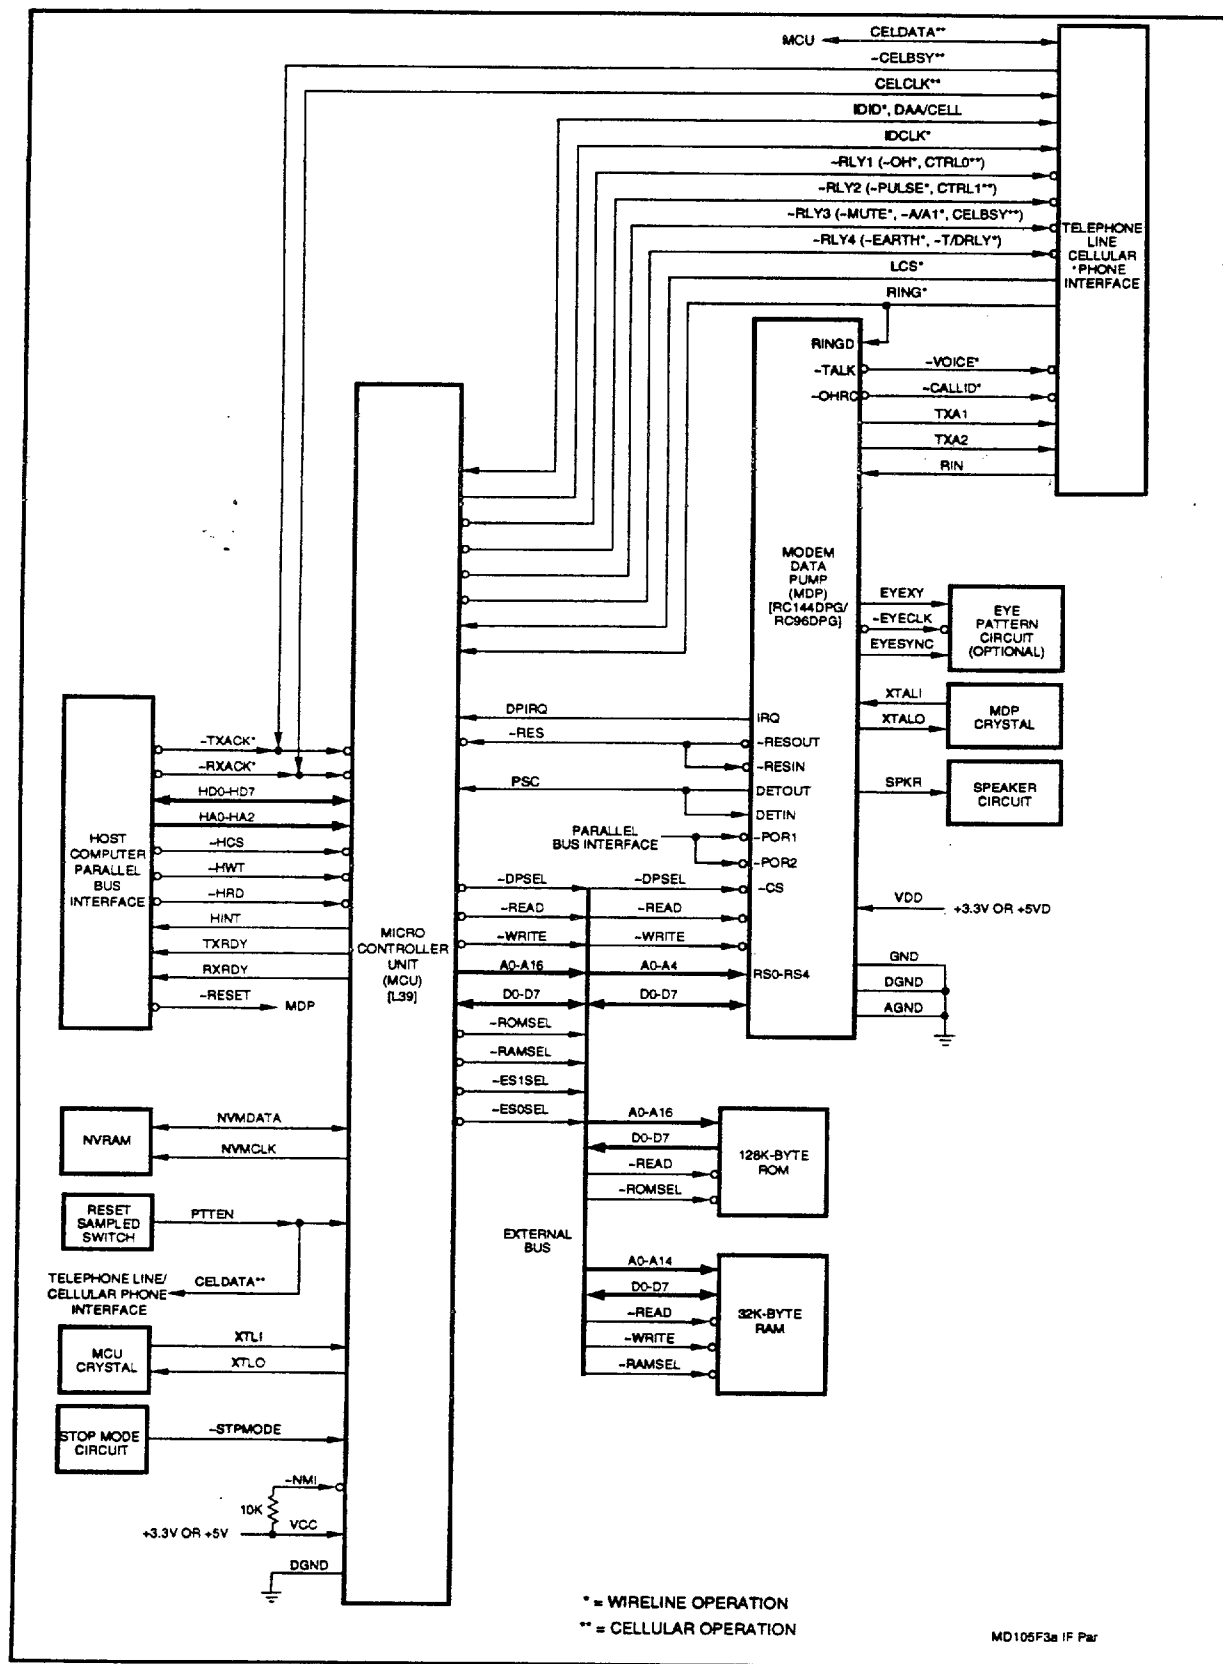 MCU
CELDATA**
~CELBSY**
CELCLK**
IDID*, DAA/CELL
IDCLK*
~RLY1 (~OH*, CTRL0**)
~RLY2 (~PULSE*, CTRL1**)
~RLY3 (~MUTE*, ~A/A1*, CELBSY**)
~RLY4 (~EARTH*, ~T/DRLY*)
LCS*
RING*
TELEPHONE
LINE
CELLULAR
PHONE
INTERFACE
RINGD
~TALK
~VOICE*
~OHRC
~CALLID*
TXA1
TXA2
RIN
MODEM
DATA
PUMP
(MDP)
[RC144DPG/
RC96DPG]
EYEXY
~EYECLK
EYESYNC
EYE
PATTERN
CIRCUIT
(OPTIONAL)
XTALI
XTALO
MDP
CRYSTAL
SPKR
SPEAKER
CIRCUIT
DPIRQ
IRQ
~RES
~RESOUT
~RESIN
PSC
DETOUT
DETIN
PARALLEL
BUS INTERFACE
~POR1
~POR2
~TXACK*
~RXACK*
HD0-HD7
HA0-HA2
~HCS
~HWT
~HRD
HINT
TXRDY
RXRDY
~RESET
MDP
HOST
COMPUTER
PARALLEL
BUS
INTERFACE
MICRO
CONTROLLER
UNIT
(MCU)
[L39]
~DPSEL
~DPSEL
~CS
~READ
~READ
~WRITE
~WRITE
A0-A16
A0-A4
RS0-RS4
D0-D7
D0-D7
~ROMSEL
~RAMSEL
~ES1SEL
~ES0SEL
VDD
+3.3V OR +5VD
GND
DGND
AGND
NVRAM
NVMDATA
NVMCLK
RESET
SAMPLED
SWITCH
PTTEN
TELEPHONE LINE/
CELLULAR PHONE
INTERFACE
CELDATA**
MCU
CRYSTAL
XTLI
XTLO
STOP MODE
CIRCUIT
~STPMODE
~NMI
10K
+3.3V OR +5V
VCC
DGND
EXTERNAL
BUS
A0-A16
D0-D7
~READ
~ROMSEL
128K-BYTE
ROM
A0-A14
D0-D7
~READ
~WRITE
~RAMSEL
32K-BYTE
RAM
* = WIRELINE OPERATION
** = CELLULAR OPERATION
MD105F3a IF Par